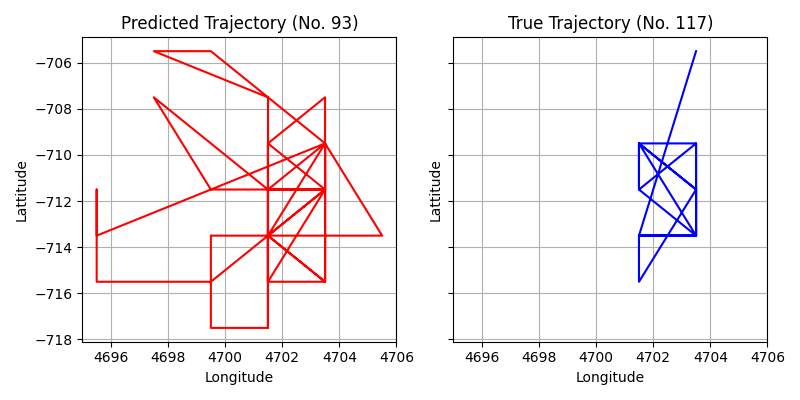 Predicted Trajectory (No. 93)
True Trajectory (No. 117)
−706
−708
−710
−712
−714
−716
−718
Lattitude
Lattitude
4696 4698 4700 4702 4704 4706
4696 4698 4700 4702 4704 4706
Longitude
Longitude